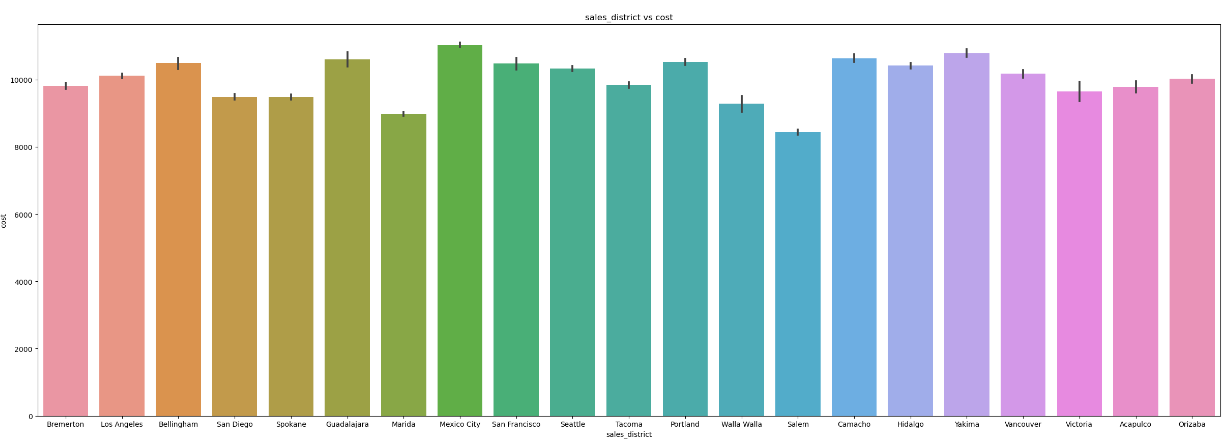 sales_district vs cost
cost
10000
8000
6000
4000
2000
0
Bremerton Los Angeles Bellingham San Diego Spokane Guadalajara Marida Mexico City San Francisco Seattle Tacoma Portland Walla Walla Salem Camacho Hidalgo Yakima Vancouver Victoria Acapulco Orizaba
sales_district